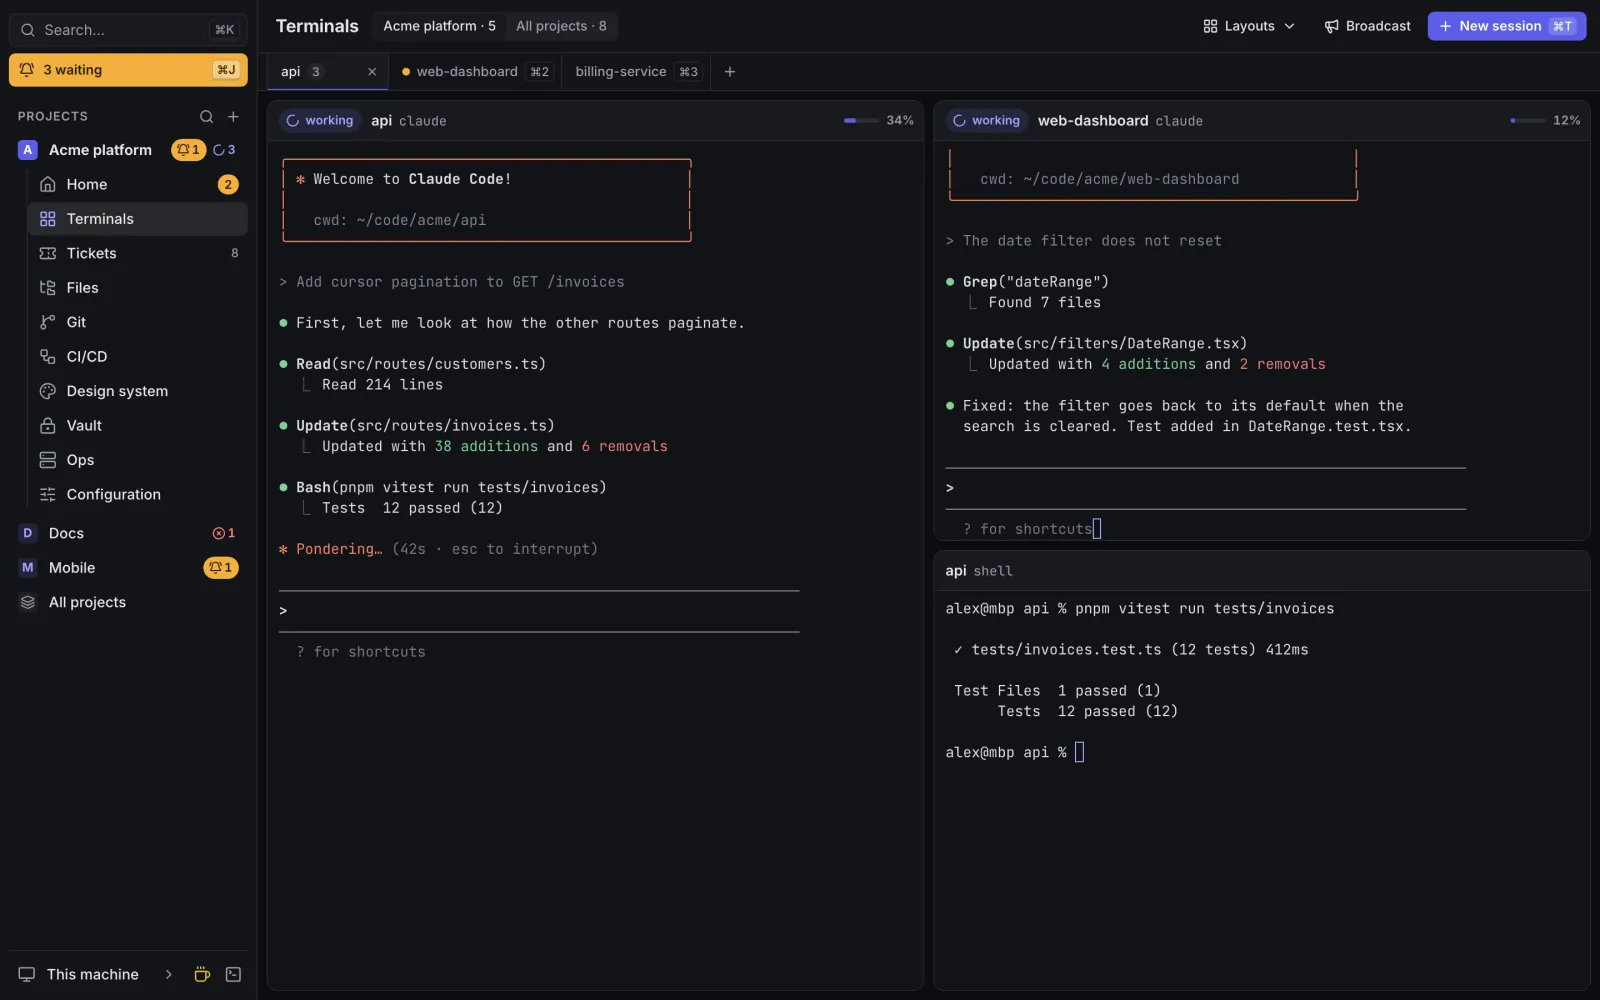 Search...
⌘K
3 waiting
⌘J
PROJECTS
A Acme platform 1 3
Home 2
Terminals
Tickets 8
Files
Git
CI/CD
Design system
Vault
Ops
Configuration
D Docs 1
M Mobile 1
All projects
This machine
Terminals
Acme platform · 5
All projects · 8
Layouts
Broadcast
+ New session ⌘T
api 3 ×
web-dashboard ⌘2
billing-service ⌘3
+
working api claude 34%
* Welcome to Claude Code!
cwd: ~/code/acme/api
> Add cursor pagination to GET /invoices
● First, let me look at how the other routes paginate.
● Read(src/routes/customers.ts)
⎿ Read 214 lines
● Update(src/routes/invoices.ts)
⎿ Updated with 38 additions and 6 removals
● Bash(pnpm vitest run tests/invoices)
⎿ Tests 12 passed (12)
* Pondering… (42s · esc to interrupt)
>
? for shortcuts
working web-dashboard claude 12%
cwd: ~/code/acme/web-dashboard
> The date filter does not reset
● Grep("dateRange")
⎿ Found 7 files
● Update(src/filters/DateRange.tsx)
⎿ Updated with 4 additions and 2 removals
● Fixed: the filter goes back to its default when the
search is cleared. Test added in DateRange.test.tsx.
>
? for shortcuts
api shell
alex@mbp api % pnpm vitest run tests/invoices
✓ tests/invoices.test.ts (12 tests) 412ms
Test Files 1 passed (1)
Tests 12 passed (12)
alex@mbp api %